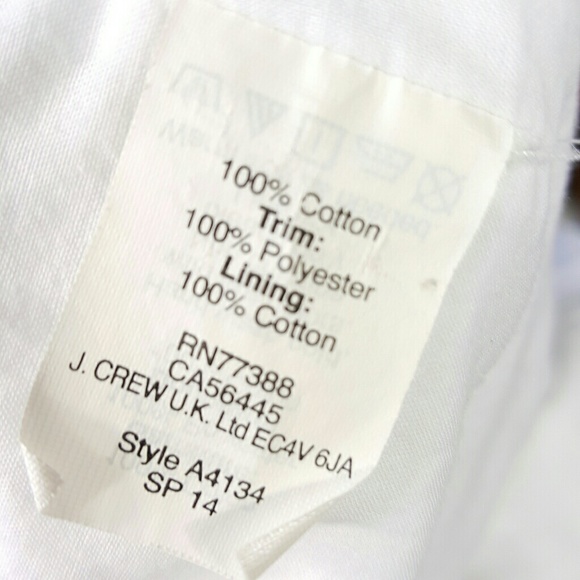 100% Cotton
Trim:
100% Polyester
Lining:
100% Cotton
RN77388
CA56445
J. CREW U.K. Ltd EC4V 6JA
Style A4134
SP 14